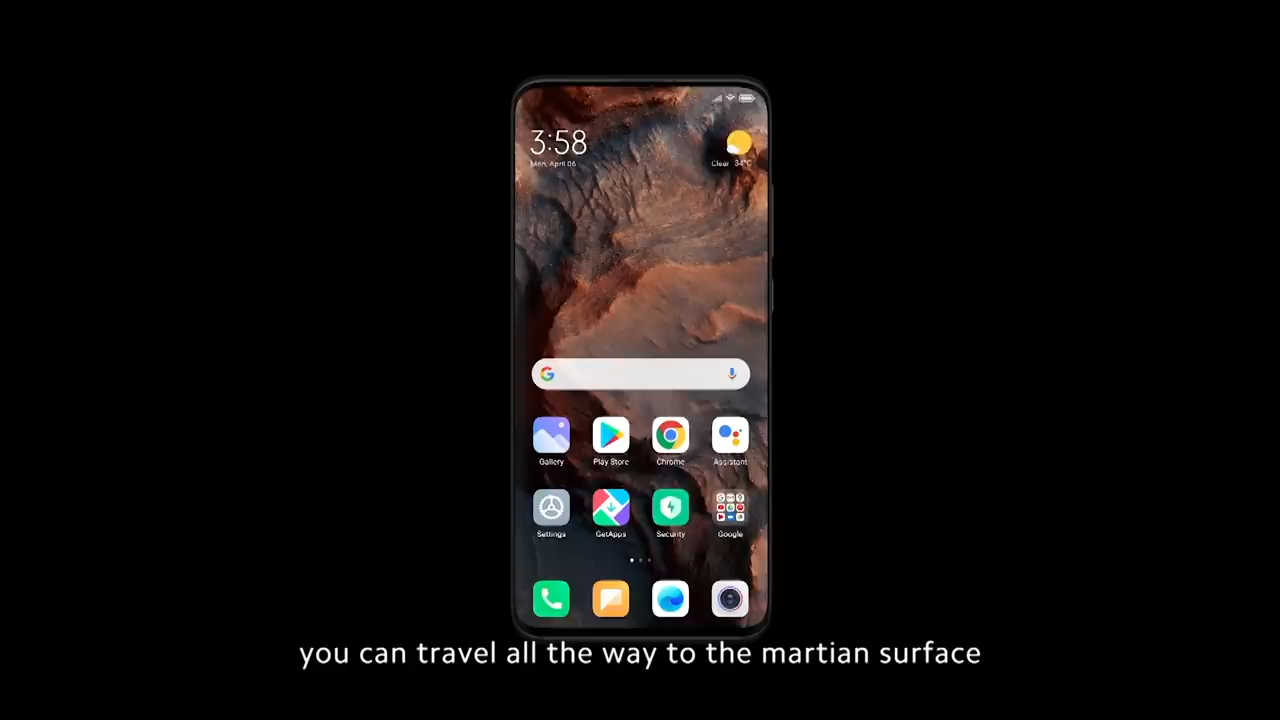 3:58
Mon, April 06
Clear 34°C
Gallery Play Store Chrome Assistant
Settings GetApps Security Google
you can travel all the way to the martian surface